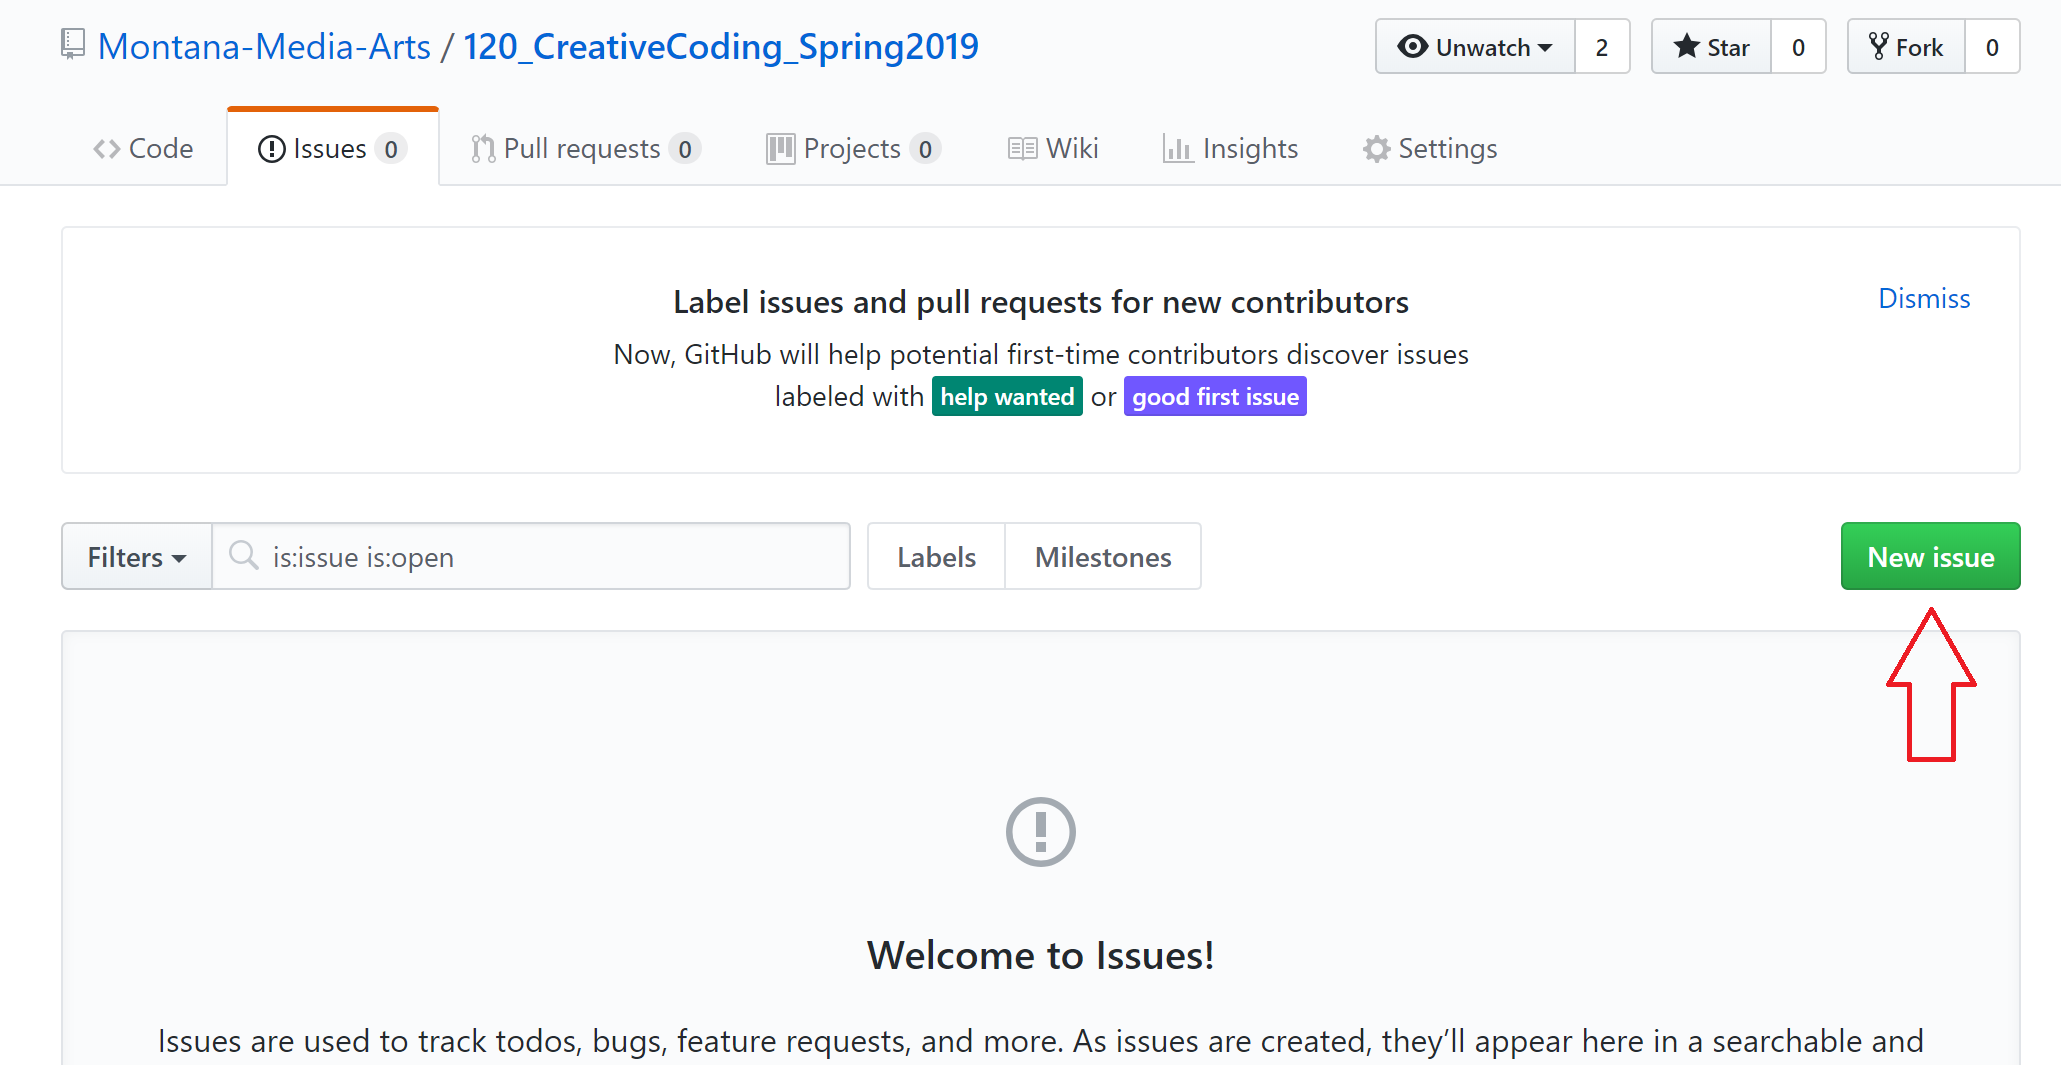 Montana-Media-Arts / 120_CreativeCoding_Spring2019
Unwatch 2 Star 0 Fork 0
Code Issues 0 Pull requests 0 Projects 0 Wiki Insights Settings
Label issues and pull requests for new contributors
Dismiss
Now, GitHub will help potential first-time contributors discover issues
labeled with help wanted or good first issue
Filters is:issue is:open Labels Milestones New issue
Welcome to Issues!
Issues are used to track todos, bugs, feature requests, and more. As issues are created, they’ll appear here in a searchable and